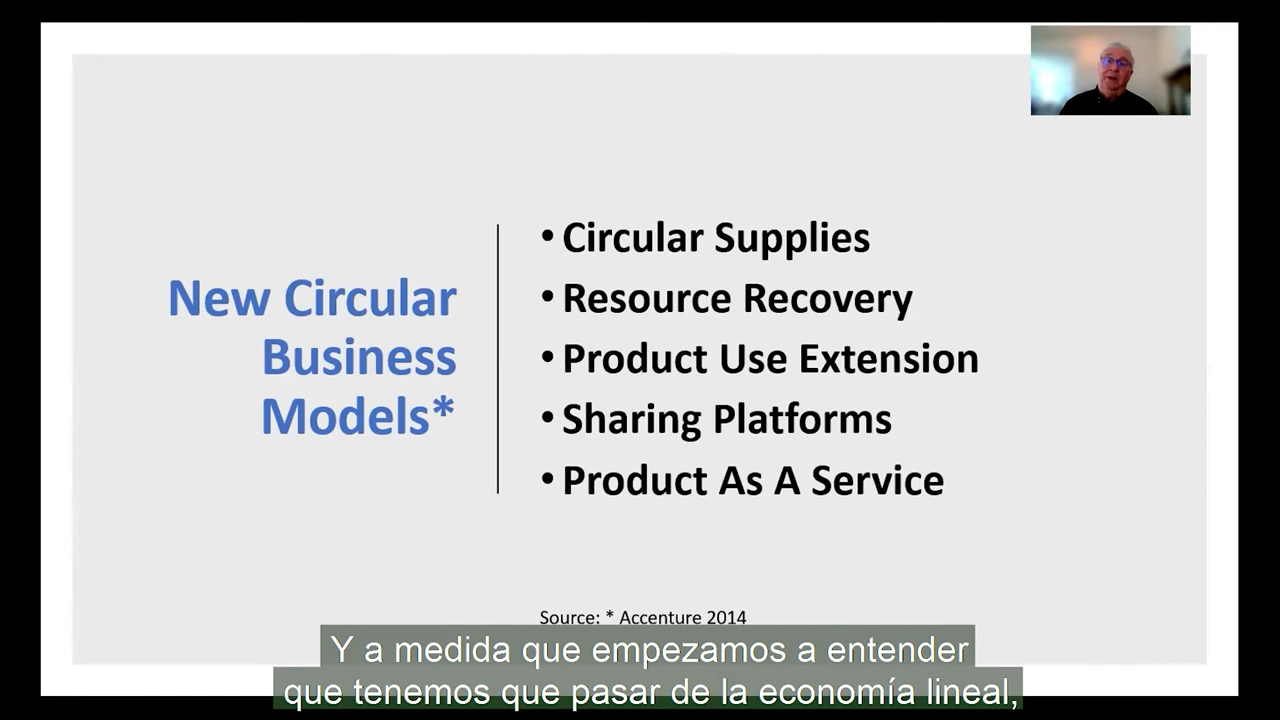 New Circular
Business
Models*
• Circular Supplies
• Resource Recovery
• Product Use Extension
• Sharing Platforms
• Product As A Service
Source: * Accenture 2014
Y a medida que empezamos a entender
que tenemos que pasar de la economía lineal,